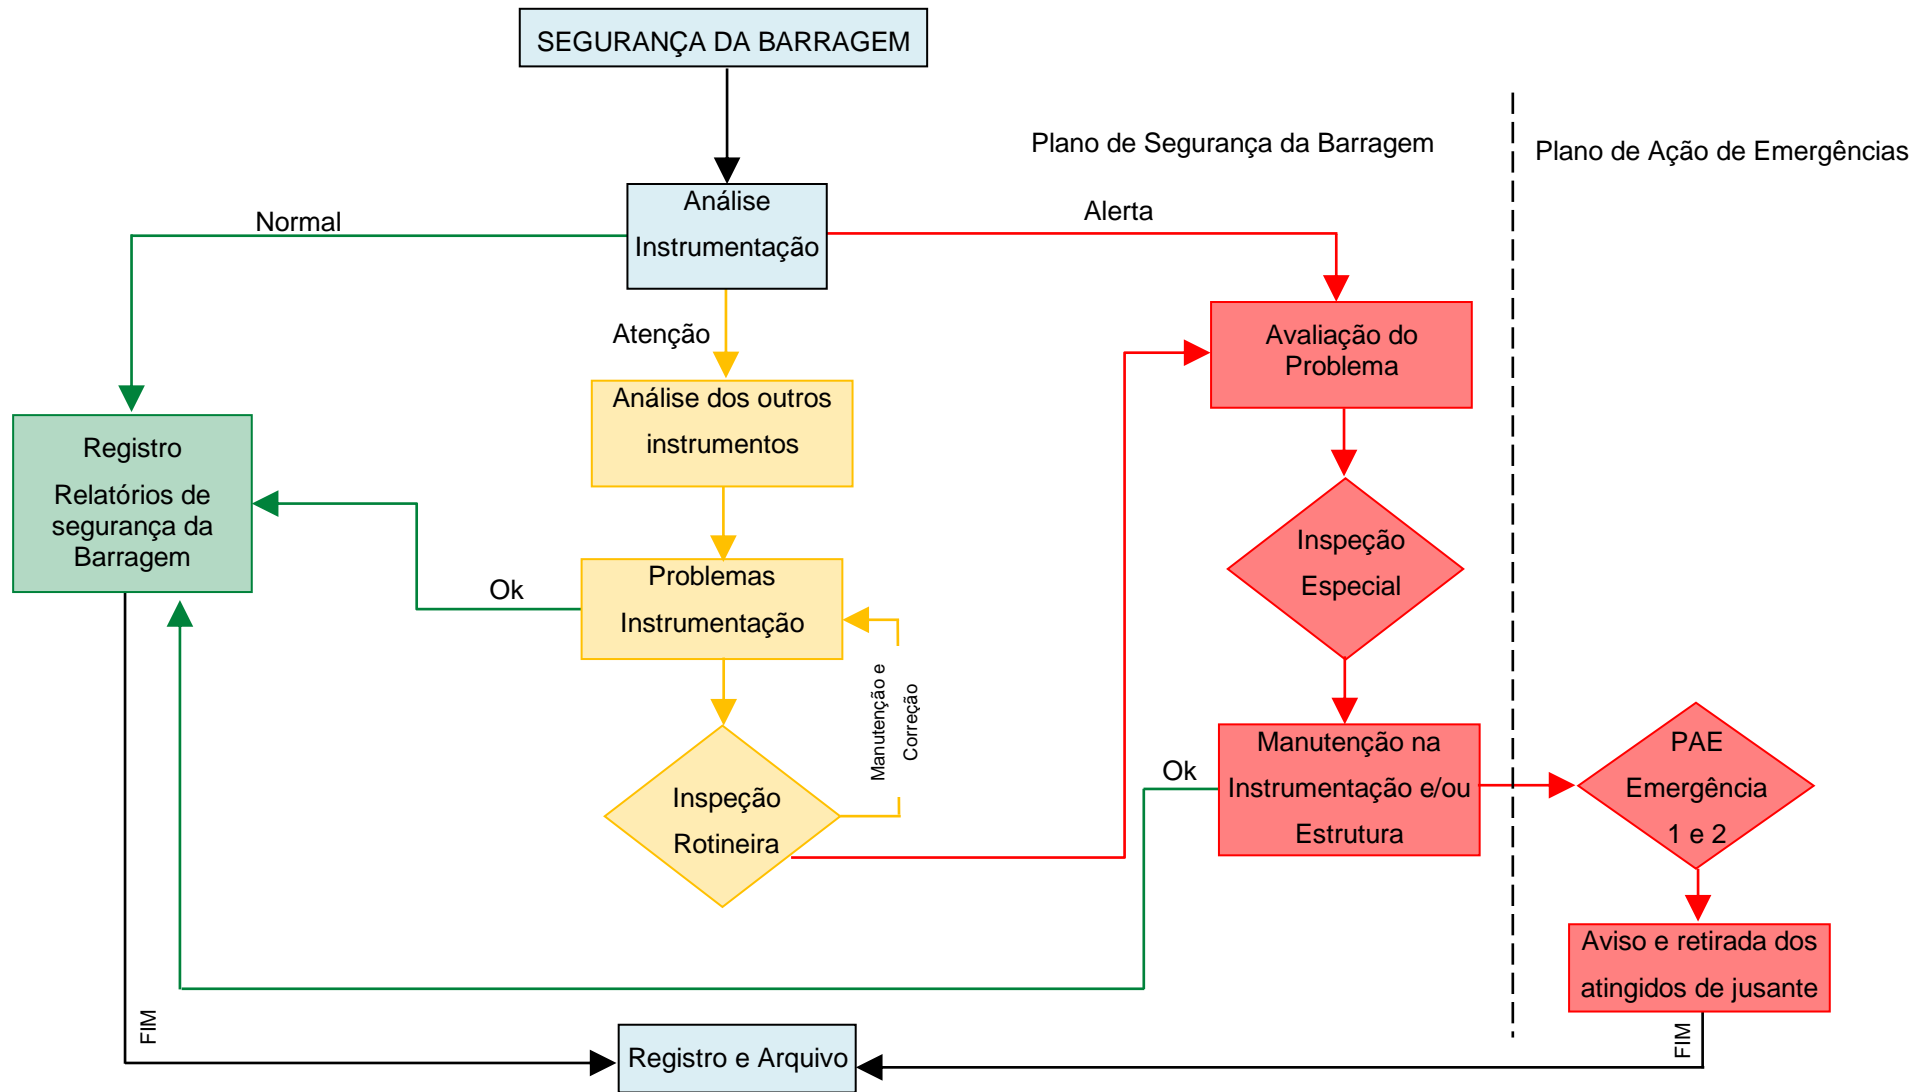 SEGURANÇA DA BARRAGEM
Plano de Segurança da Barragem
Plano de Ação de Emergências
Análise
Instrumentação
Normal
Alerta
Atenção
Avaliação do
Problema
Análise dos outros
instrumentos
Registro
Relatórios de
segurança da
Barragem
Inspeção
Especial
Ok
Problemas
Instrumentação
Manutenção e
Correção
Inspeção
Rotineira
Ok
Manutenção na
Instrumentação e/ou
Estrutura
PAE
Emergência
1 e 2
Aviso e retirada dos
atingidos de jusante
FIM
FIM
Registro e Arquivo